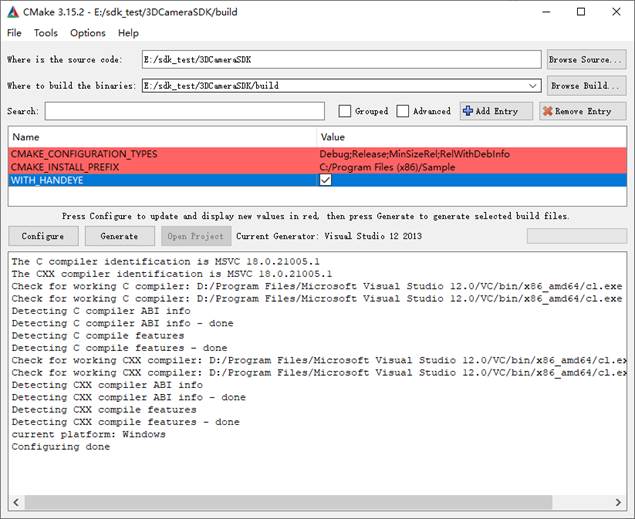 CMake 3.15.2 - E:/sdk_test/3DCameraSDK/build
File Tools Options Help
Where is the source code: E:/sdk_test/3DCameraSDK Browse Source...
Where to build the binaries: E:/sdk_test/3DCameraSDK/build Browse Build...
Search: Grouped Advanced Add Entry Remove Entry
Name Value
CMAKE_CONFIGURATION_TYPES Debug;Release;MinSizeRel;RelWithDebInfo
CMAKE_INSTALL_PREFIX C:/Program Files (x86)/Sample
WITH_HANDEYE
Press Configure to update and display new values in red, then press Generate to generate selected build files.
Configure Generate Open Project Current Generator: Visual Studio 12 2013
The C compiler identification is MSVC 18.0.21005.1
The CXX compiler identification is MSVC 18.0.21005.1
Check for working C compiler: D:/Program Files/Microsoft Visual Studio 12.0/VC/bin/x86_amd64/cl.exe
Check for working C compiler: D:/Program Files/Microsoft Visual Studio 12.0/VC/bin/x86_amd64/cl.exe
Detecting C compiler ABI info
Detecting C compiler ABI info - done
Detecting C compile features
Detecting C compile features - done
Check for working CXX compiler: D:/Program Files/Microsoft Visual Studio 12.0/VC/bin/x86_amd64/cl.ex
Check for working CXX compiler: D:/Program Files/Microsoft Visual Studio 12.0/VC/bin/x86_amd64/cl.ex
Detecting CXX compiler ABI info
Detecting CXX compiler ABI info - done
Detecting CXX compile features
Detecting CXX compile features - done
current platform: Windows
Configuring done